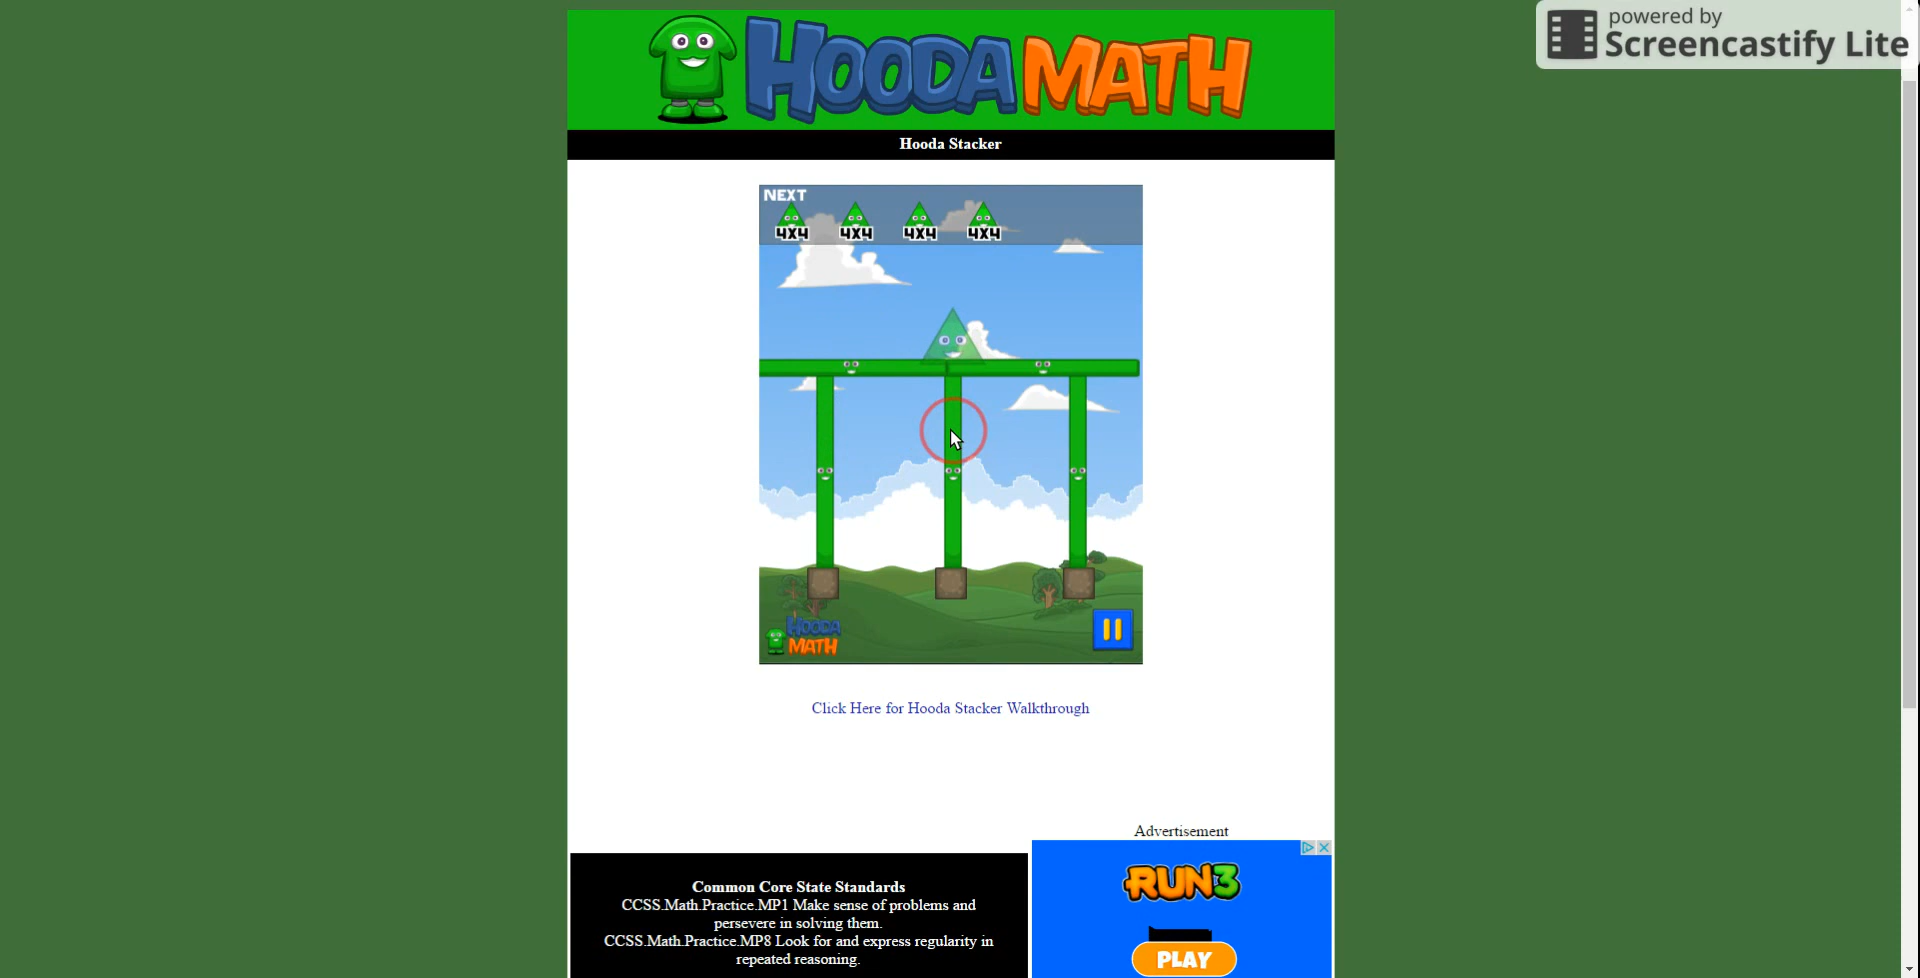 powered by
Screencastify Lite
HOODAMATH
Hooda Stacker
NEXT
4X4 4X4 4X4 4X4
HOODA
MATH
Click Here for Hooda Stacker Walkthrough
Advertisement
RUN3
PLAY
Common Core State Standards
CCSS.Math.Practice.MP1 Make sense of problems and
persevere in solving them.
CCSS.Math.Practice.MP8 Look for and express regularity in
repeated reasoning.